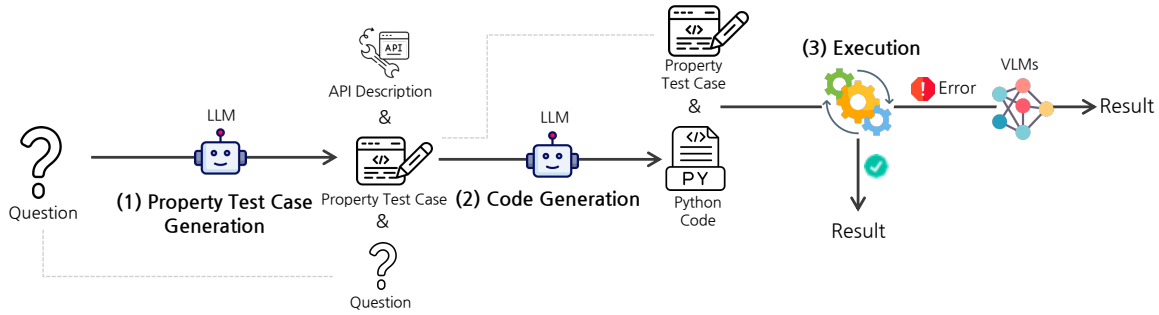 Question
LLM
(1) Property Test Case
Generation
API
API Description
&
</>
Property Test Case
&
Question
LLM
(2) Code Generation
</>
Property
Test Case
&
</>
PY
Python
Code
(3) Execution
! Error
VLMs
Result
Result